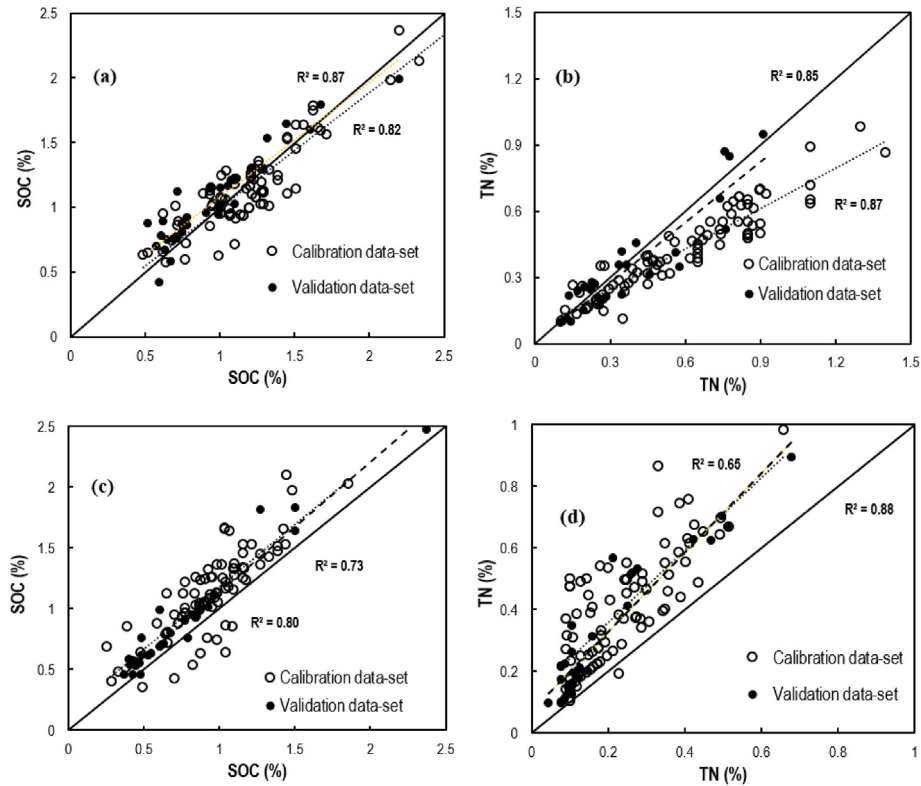 2.5
2
1.5
1
0.5
0
SOC (%)
(a)
R² = 0.87
R² = 0.82
Calibration data-set
Validation data-set
0
0.5
1
1.5
2
2.5
SOC (%)
1.5
1.2
0.9
0.6
0.3
0
TN (%)
(b)
R² = 0.85
R² = 0.87
Calibration data-set
Validation data-set
0
0.3
0.6
0.9
1.2
1.5
TN (%)
2.5
2
1.5
1
0.5
0
SOC (%)
(c)
R² = 0.73
R² = 0.80
Calibration data-set
Validation data-set
0
0.5
1
1.5
2
2.5
SOC (%)
1
0.8
0.6
0.4
0.2
0
TN (%)
(d)
R² = 0.65
R² = 0.88
Calibration data-set
Validation data-set
0
0.2
0.4
0.6
0.8
1
TN (%)